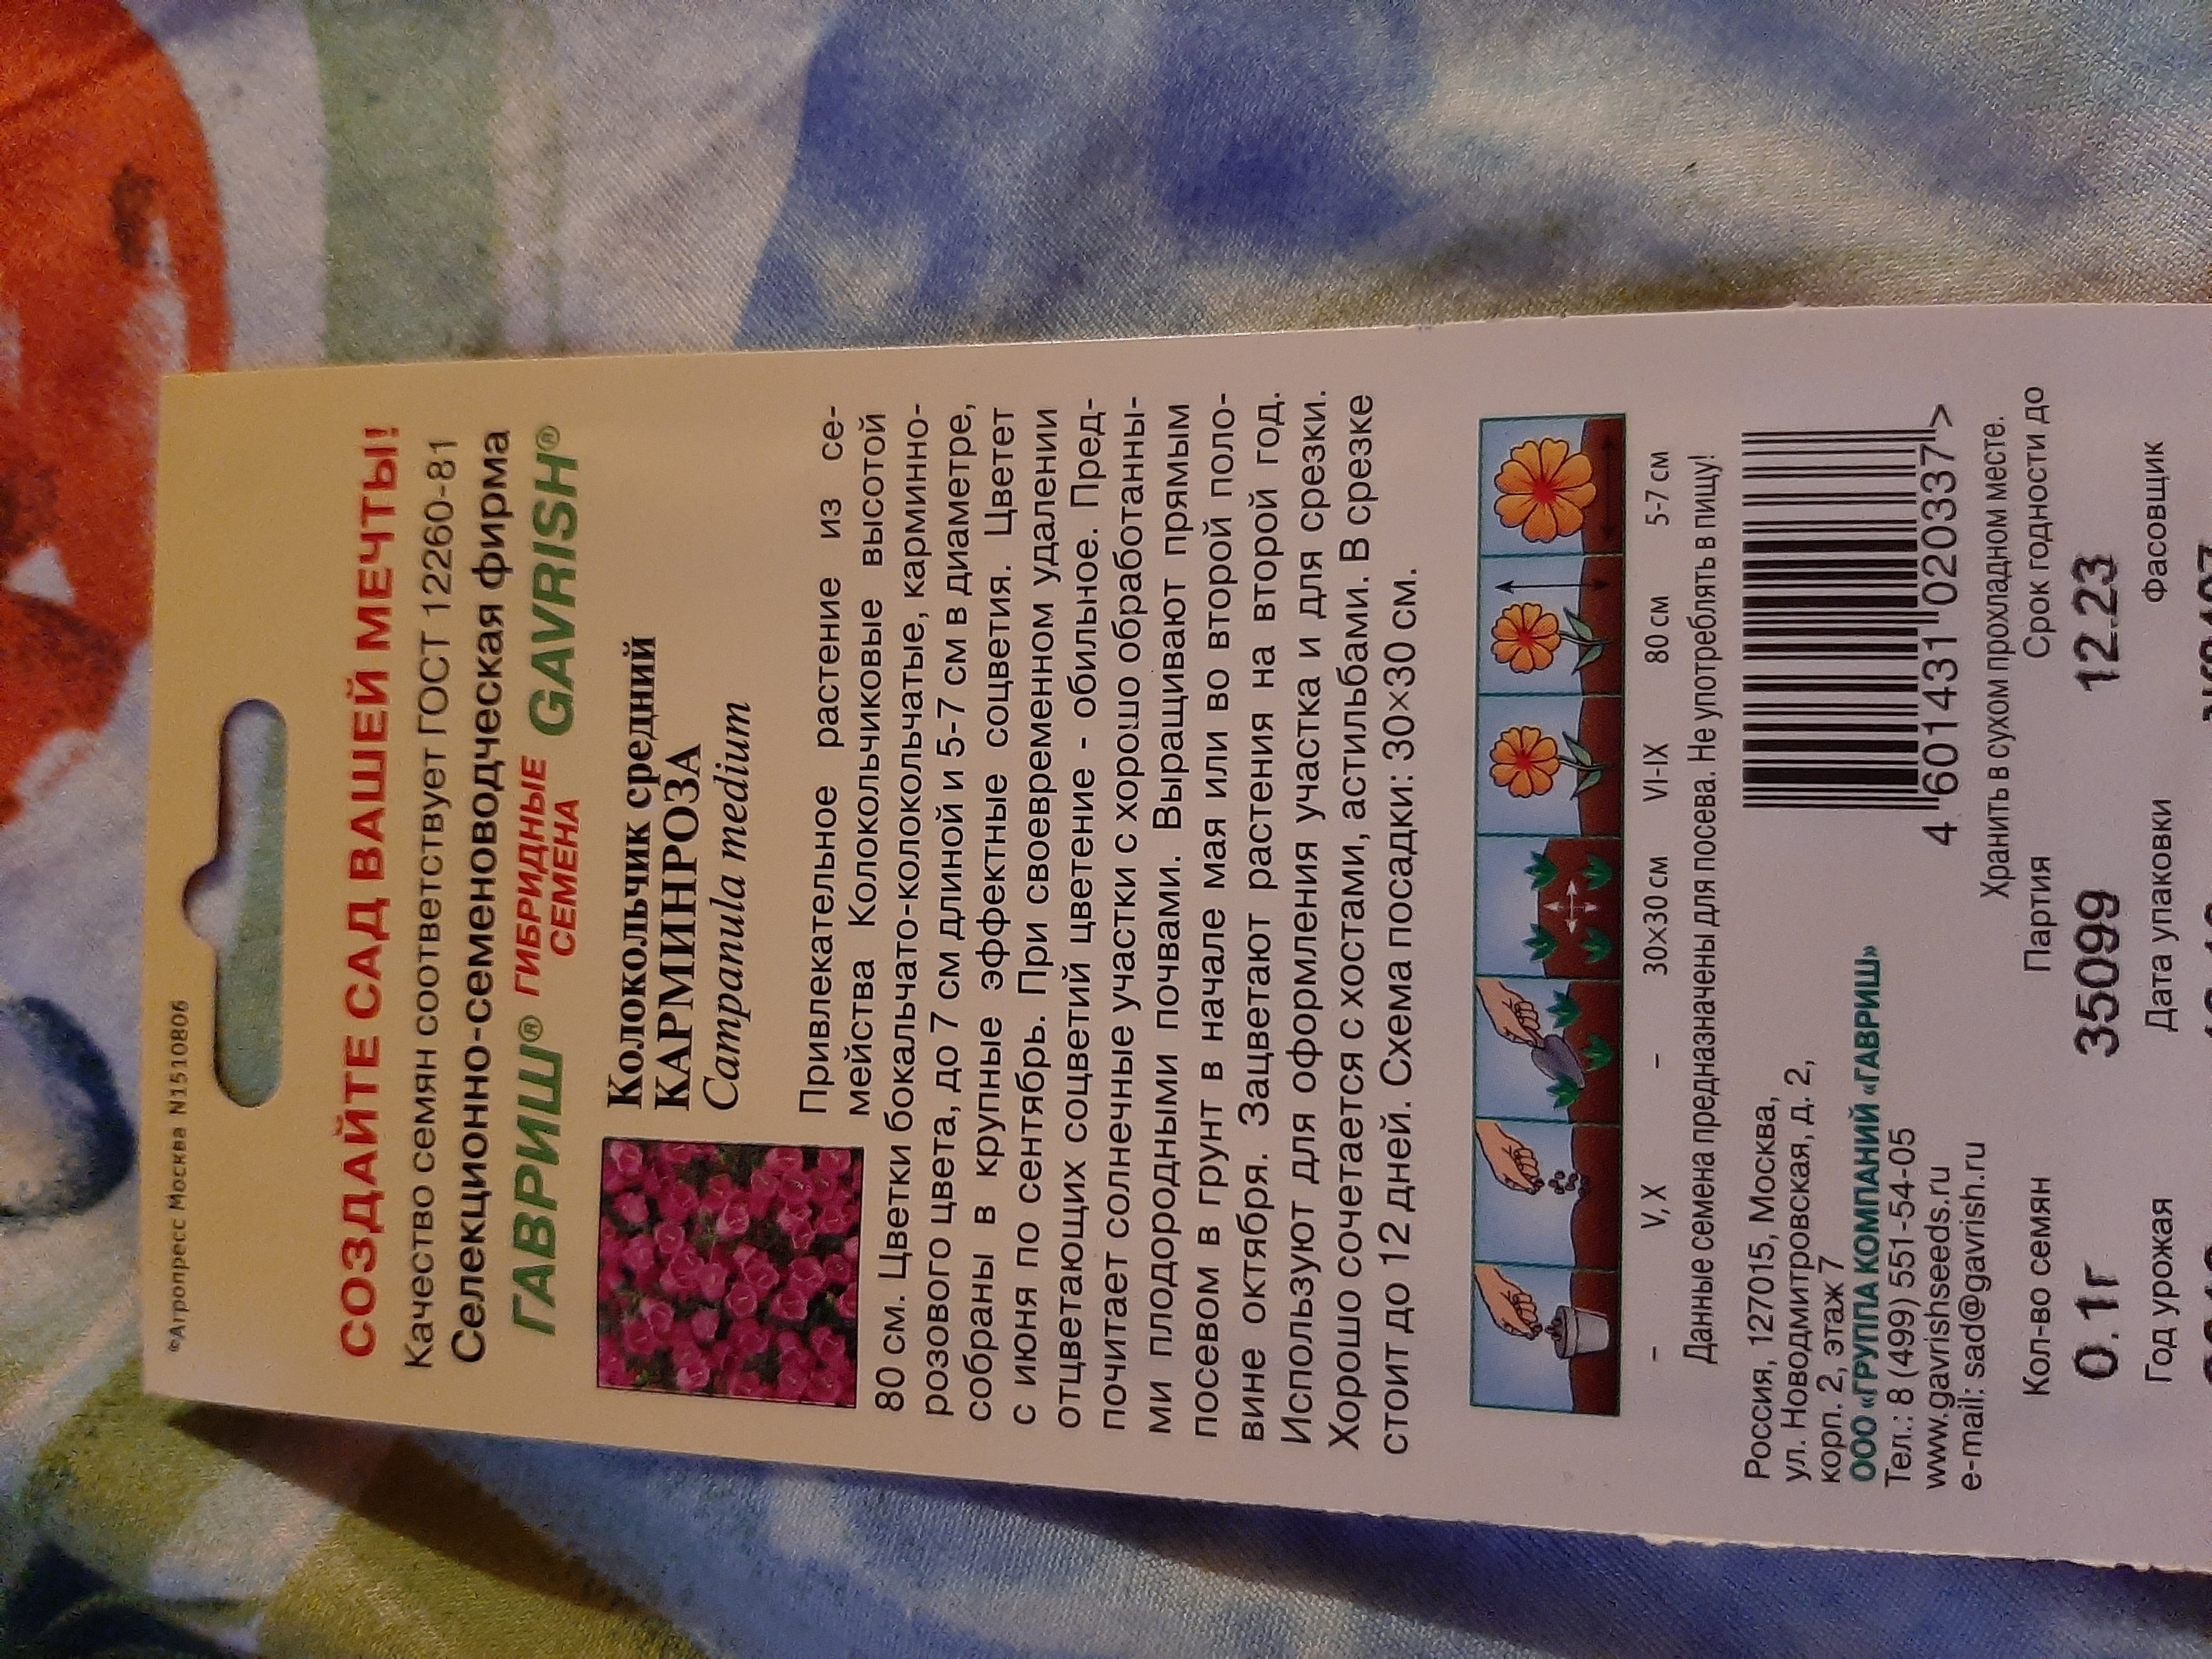 ©Агропресс Москва N1510806
СОЗДАЙТЕ САД ВАШЕЙ МЕЧТЫ!
Качество семян соответствует ГОСТ 12260-81
Селекционно-семеноводческая фирма
ГАВРИШ® ГИБРИДНЫЕ СЕМЕНА GAVRISH®
Колокольчик средний
КАРМИНРОЗА
Campanula medium
Привлекательное растение из се-
мейства Колокольчиковые высотой
80 см. Цветки бокальчато-колокольчатые, карминно-
розового цвета, до 7 см длиной и 5-7 см в диаметре,
собраны в крупные эффектные соцветия. Цветет
с июня по сентябрь. При своевременном удалении
отцветающих соцветий цветение - обильное. Пред-
почитает солнечные участки с хорошо обработанны-
ми плодородными почвами. Выращивают прямым
посевом в грунт в начале мая или во второй поло-
вине октября. Зацветают растения на второй год.
Используют для оформления участка и для срезки.
Хорошо сочетается с хостами, астильбами. В срезке
стоит до 12 дней. Схема посадки: 30×30 см.
– V, X – 30×30 см VI-IX 80 см 5-7 см
Данные семена предназначены для посева. Не употреблять в пищу!
Россия, 127015, Москва,
ул. Новодмитровская, д. 2,
корп. 2, этаж 7
ООО «ГРУППА КОМПАНИЙ «ГАВРИШ»
Тел.: 8 (499) 551-54-05
www.gavrishseeds.ru
e-mail: sad@gavrish.ru
4 601431 020337 >
Хранить в сухом прохладном месте.
Кол-во семян Партия Срок годности до
0.1г 35099 12.23
Год урожая Дата упаковки Фасовщик